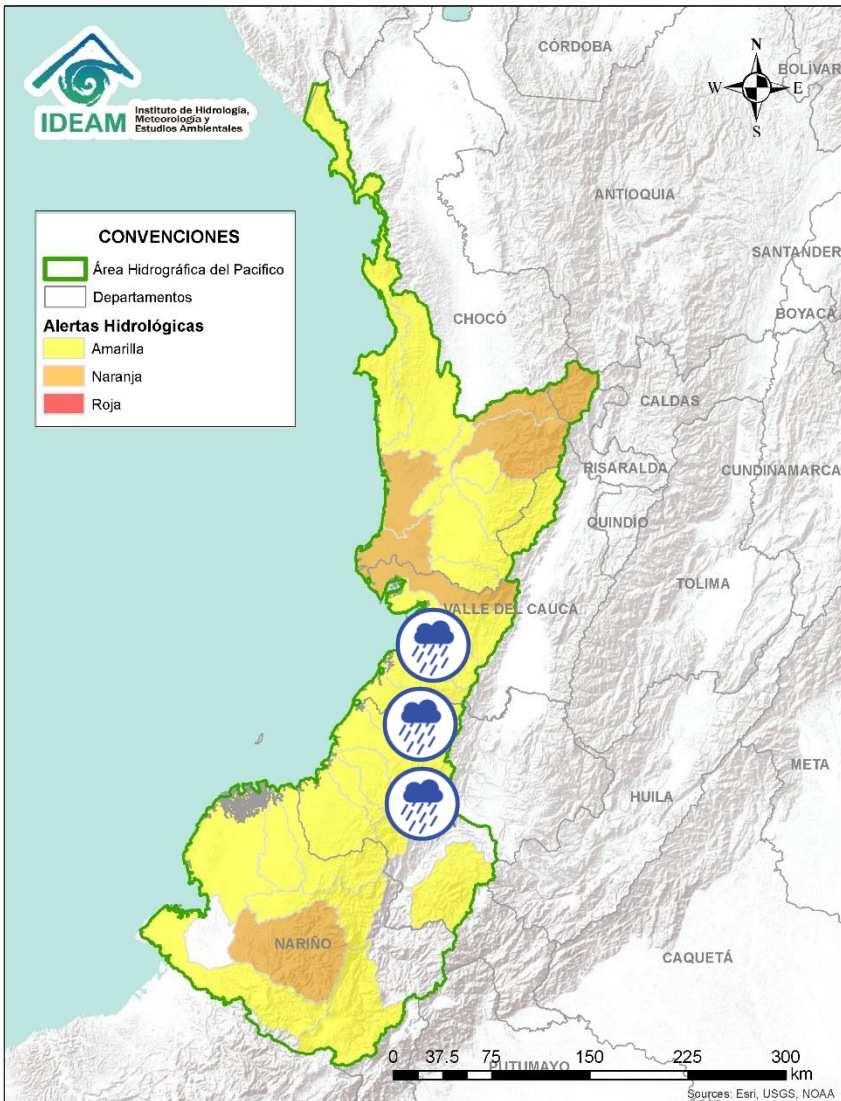 IDEAM
Instituto de Hidrología,
Meteorología y
Estudios Ambientales
N
W E
S
CONVENCIONES
Área Hidrográfica del Pacifico
Departamentos
Alertas Hidrológicas
Amarilla
Naranja
Roja
CÓRDOBA
BOLÍVAR
ANTIOQUIA
SANTANDER
BOYACÁ
CHOCÓ
CALDAS
RISARALDA
CUNDINAMARCA
QUINDÍO
TOLIMA
VALLE DEL CAUCA
META
HUILA
NARIÑO
CAQUETÁ
PUTUMAYO
0 37.5 75 150 225 300
km
Sources: Esri, USGS, NOAA